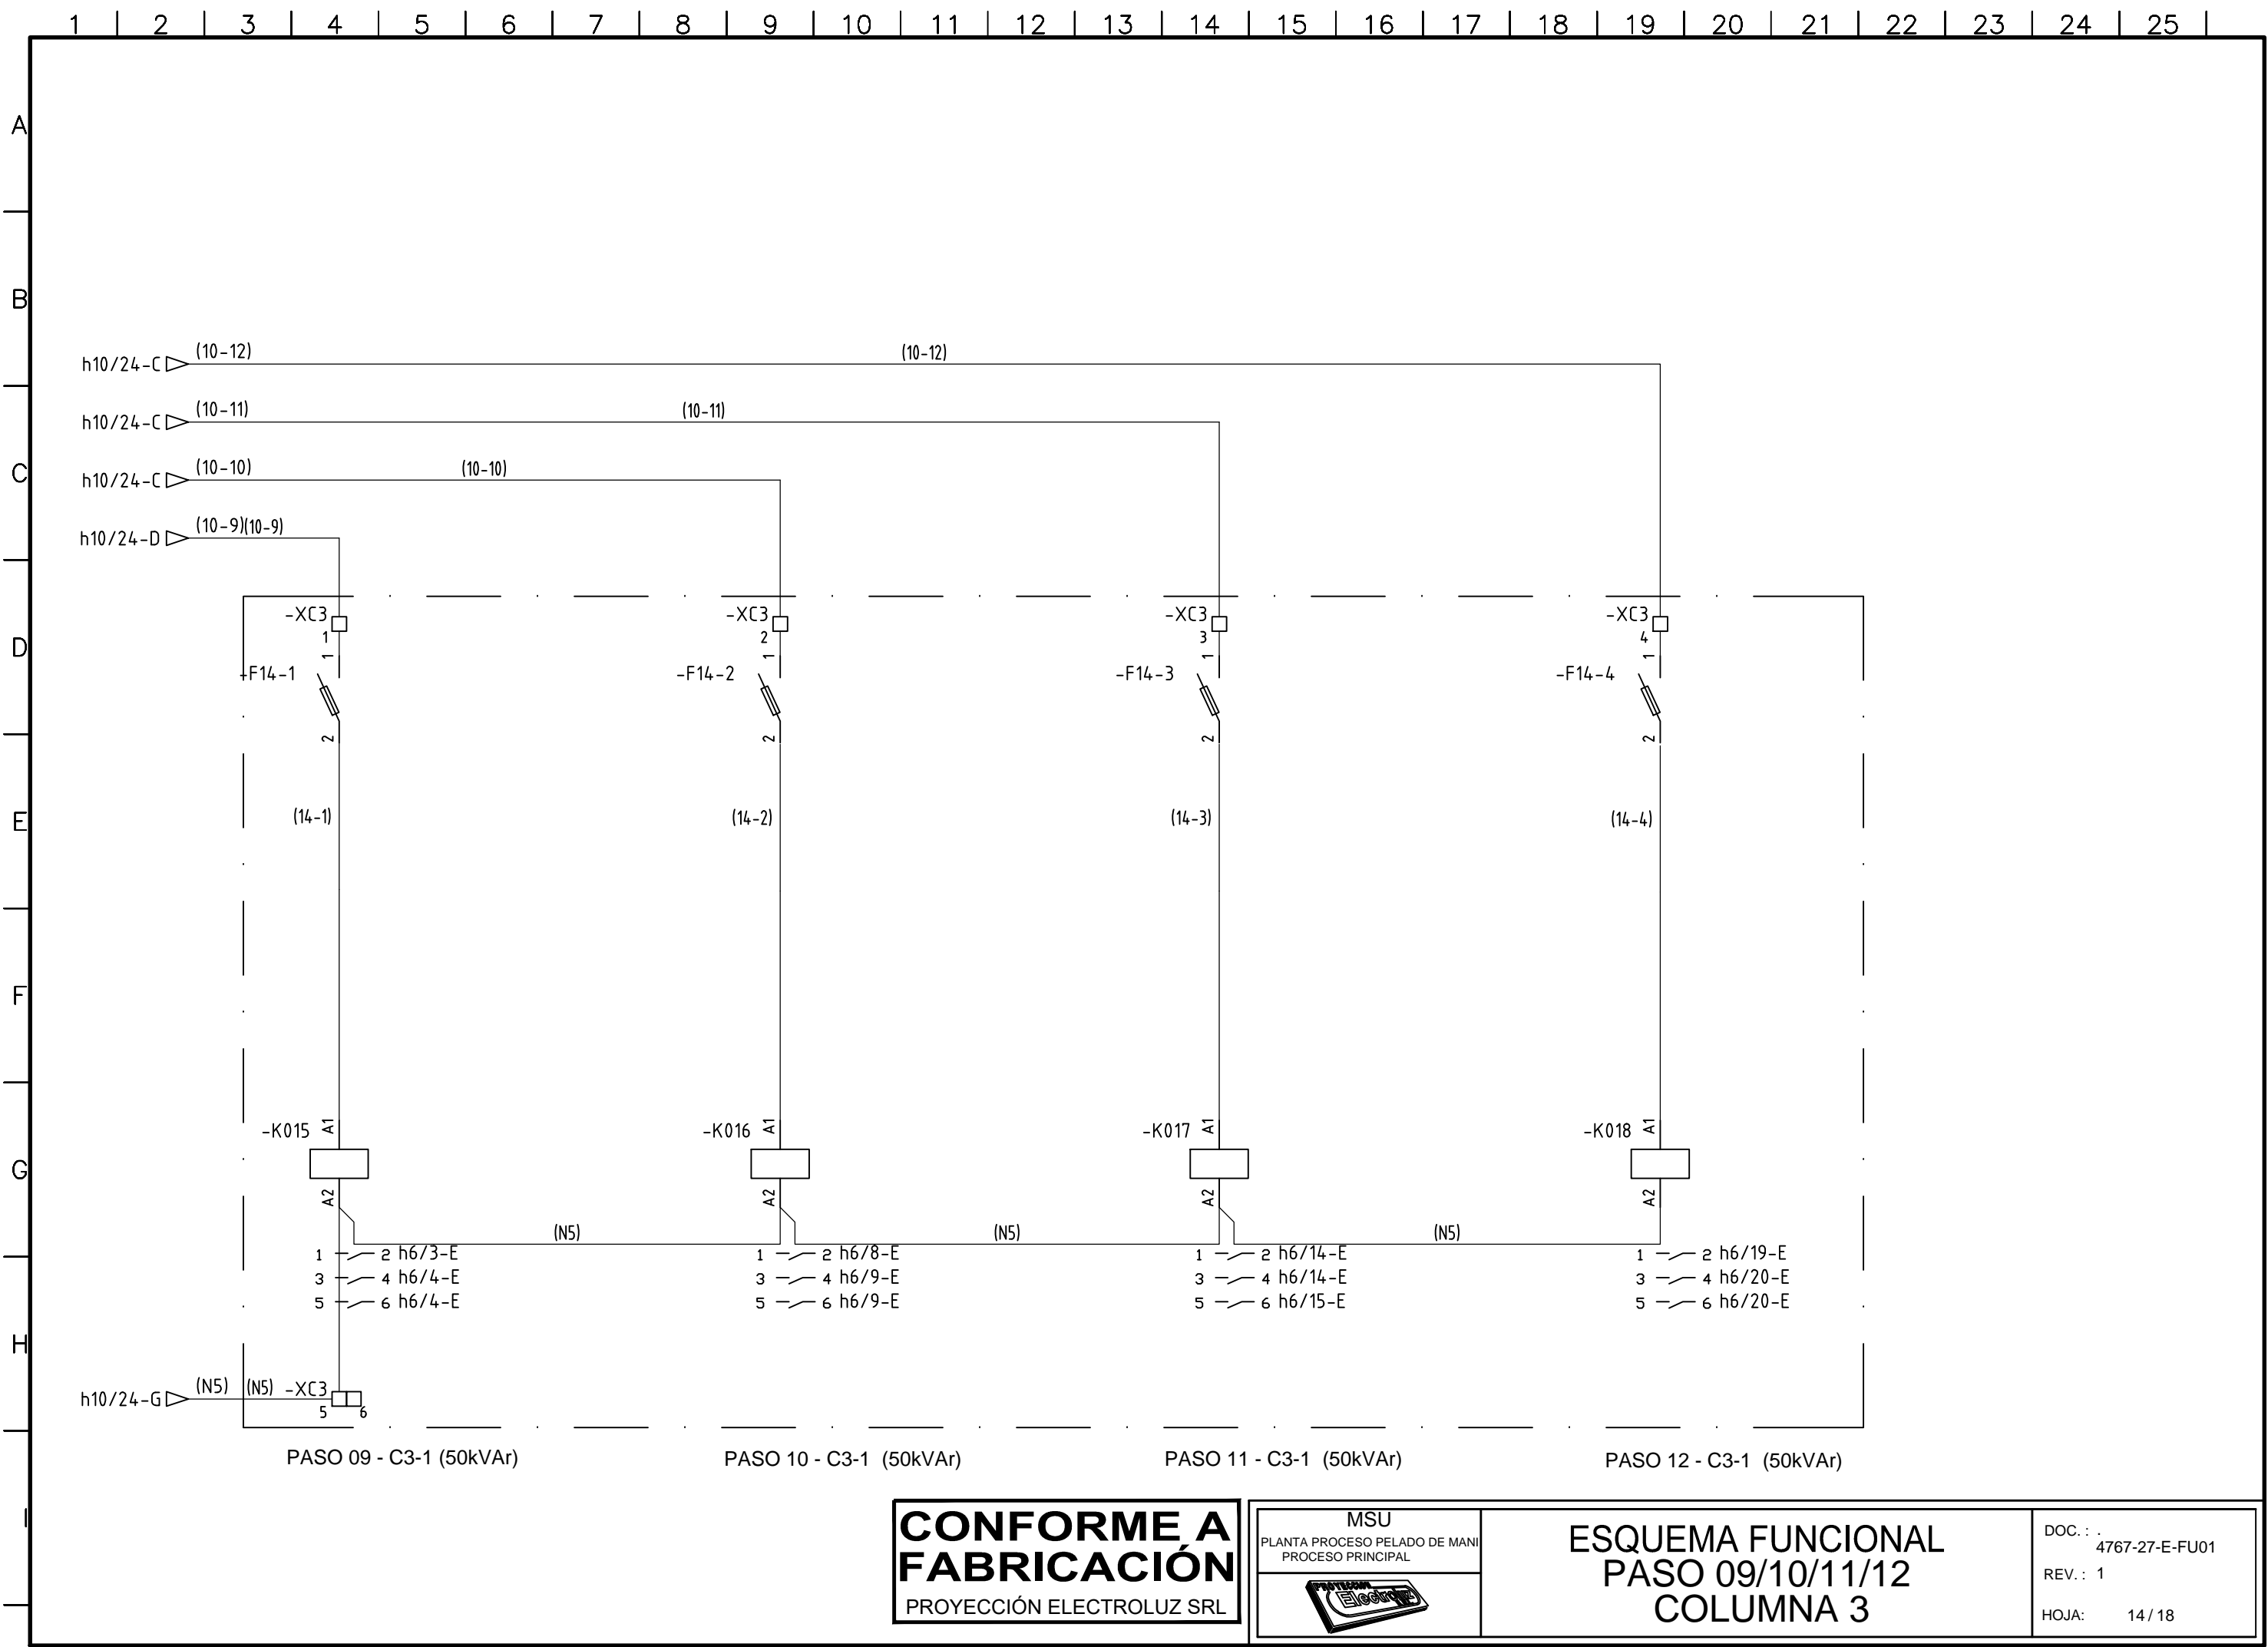 1 2 3 4 5 6 7 8 9 10 11 12 13 14 15 16 17 18 19 20 21 22 23 24 25
A
B
C
D
E
F
G
H
I
h10/24-C (10-12) (10-12)
h10/24-C (10-11) (10-11)
h10/24-C (10-10) (10-10)
h10/24-D (10-9)(10-9)
-XC3 -XC3 -XC3 -XC3
1 2 3 4
1 1 1 1
-F14-1 -F14-2 -F14-3 -F14-4
2 2 2 2
(14-1) (14-2) (14-3) (14-4)
-K015 A1 -K016 A1 -K017 A1 -K018 A1
A2 A2 A2 A2
(N5) (N5) (N5)
1 2 h6/3-E 1 2 h6/8-E 1 2 h6/14-E 1 2 h6/19-E
3 4 h6/4-E 3 4 h6/9-E 3 4 h6/14-E 3 4 h6/20-E
5 6 h6/4-E 5 6 h6/9-E 5 6 h6/15-E 5 6 h6/20-E
h10/24-G (N5) (N5) -XC3
5 6
PASO 09 - C3-1 (50kVAr) PASO 10 - C3-1 (50kVAr) PASO 11 - C3-1 (50kVAr) PASO 12 - C3-1 (50kVAr)
CONFORME A
FABRICACIÓN
PROYECCIÓN ELECTROLUZ SRL
MSU
PLANTA PROCESO PELADO DE MANI
PROCESO PRINCIPAL
PROYECCION
Electroluz
ESQUEMA FUNCIONAL
PASO 09/10/11/12
COLUMNA 3
DOC. : .
4767-27-E-FU01
REV. : 1
HOJA: 14 / 18